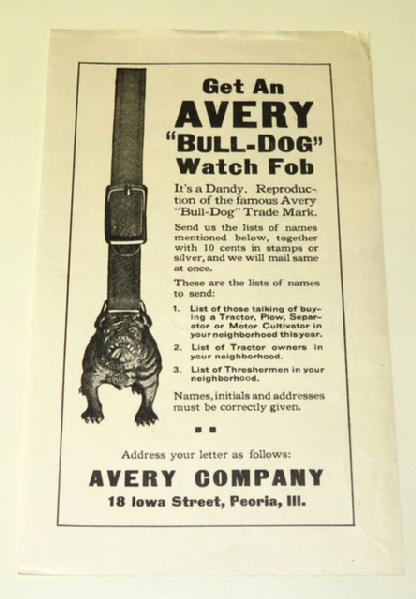 Get An
AVERY
"BULL-DOG"
Watch Fob
It's a Dandy. Reproduc-
tion of the famous Avery
"Bull-Dog" Trade Mark.
Send us the lists of names
mentioned below, together
with 10 cents in stamps or
silver, and we will mail same
at once.
These are the lists of names
to send:
1. List of those talking of buy-
ing a Tractor, Plow, Separ-
ator or Motor Cultivator in
your neighborhood this year.
2. List of Tractor owners in
your neighborhood.
3. List of Threshermen in your
neighborhood.
Names, initials and addresses
must be correctly given.
Address your letter as follows:
AVERY COMPANY
18 Iowa Street, Peoria, Ill.